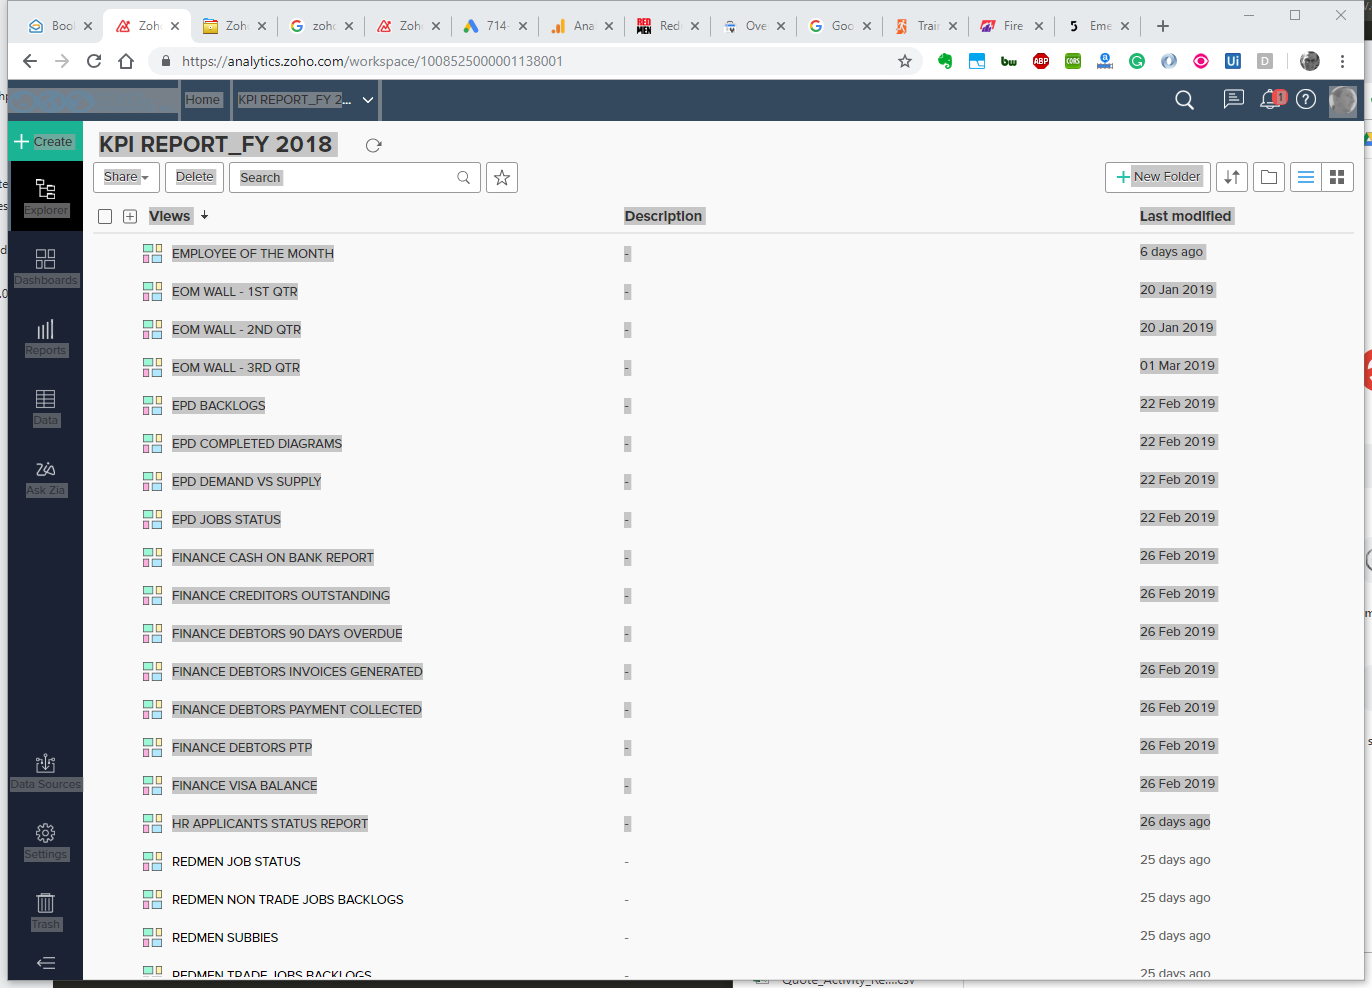 Bool
Zoh
Zoh
zoh
Zoh
714-
Ana
Red
Ove
Goo
Train
Fire
Eme
https://analytics.zoho.com/workspace/1008525000001138001
Home
KPI REPORT_FY 2...
1
Create
KPI REPORT_FY 2018
Share
Delete
Search
New Folder
Explorer
Dashboards
Reports
Data
Ask Zia
Data Sources
Settings
Trash
Views Description Last modified
EMPLOYEE OF THE MONTH - 6 days ago
EOM WALL - 1ST QTR - 20 Jan 2019
EOM WALL - 2ND QTR - 20 Jan 2019
EOM WALL - 3RD QTR - 01 Mar 2019
EPD BACKLOGS - 22 Feb 2019
EPD COMPLETED DIAGRAMS - 22 Feb 2019
EPD DEMAND VS SUPPLY - 22 Feb 2019
EPD JOBS STATUS - 22 Feb 2019
FINANCE CASH ON BANK REPORT - 26 Feb 2019
FINANCE CREDITORS OUTSTANDING - 26 Feb 2019
FINANCE DEBTORS 90 DAYS OVERDUE - 26 Feb 2019
FINANCE DEBTORS INVOICES GENERATED - 26 Feb 2019
FINANCE DEBTORS PAYMENT COLLECTED - 26 Feb 2019
FINANCE DEBTORS PTP - 26 Feb 2019
FINANCE VISA BALANCE - 26 Feb 2019
HR APPLICANTS STATUS REPORT - 26 days ago
REDMEN JOB STATUS - 25 days ago
REDMEN NON TRADE JOBS BACKLOGS - 25 days ago
REDMEN SUBBIES - 25 days ago
REDMEN TRADE JOBS BACKLOGS - 25 days ago
Quote_Activity_Re....csv